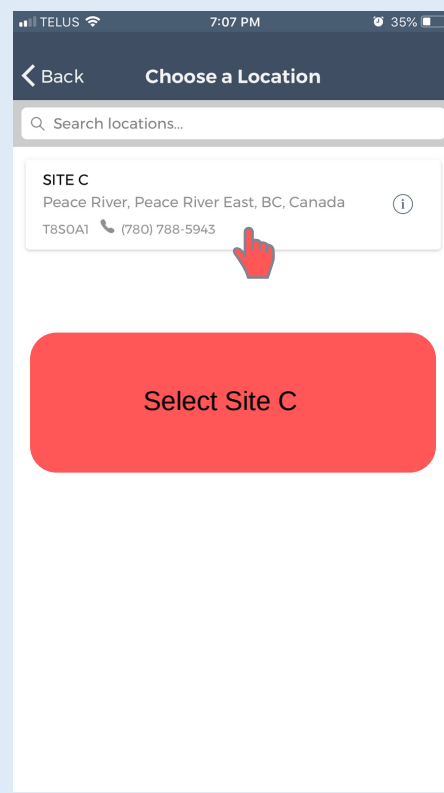 TELUS 7:07 PM 35%
Back Choose a Location
Search locations...
SITE C
Peace River, Peace River East, BC, Canada
T8S0A1 (780) 788-5943
Select Site C